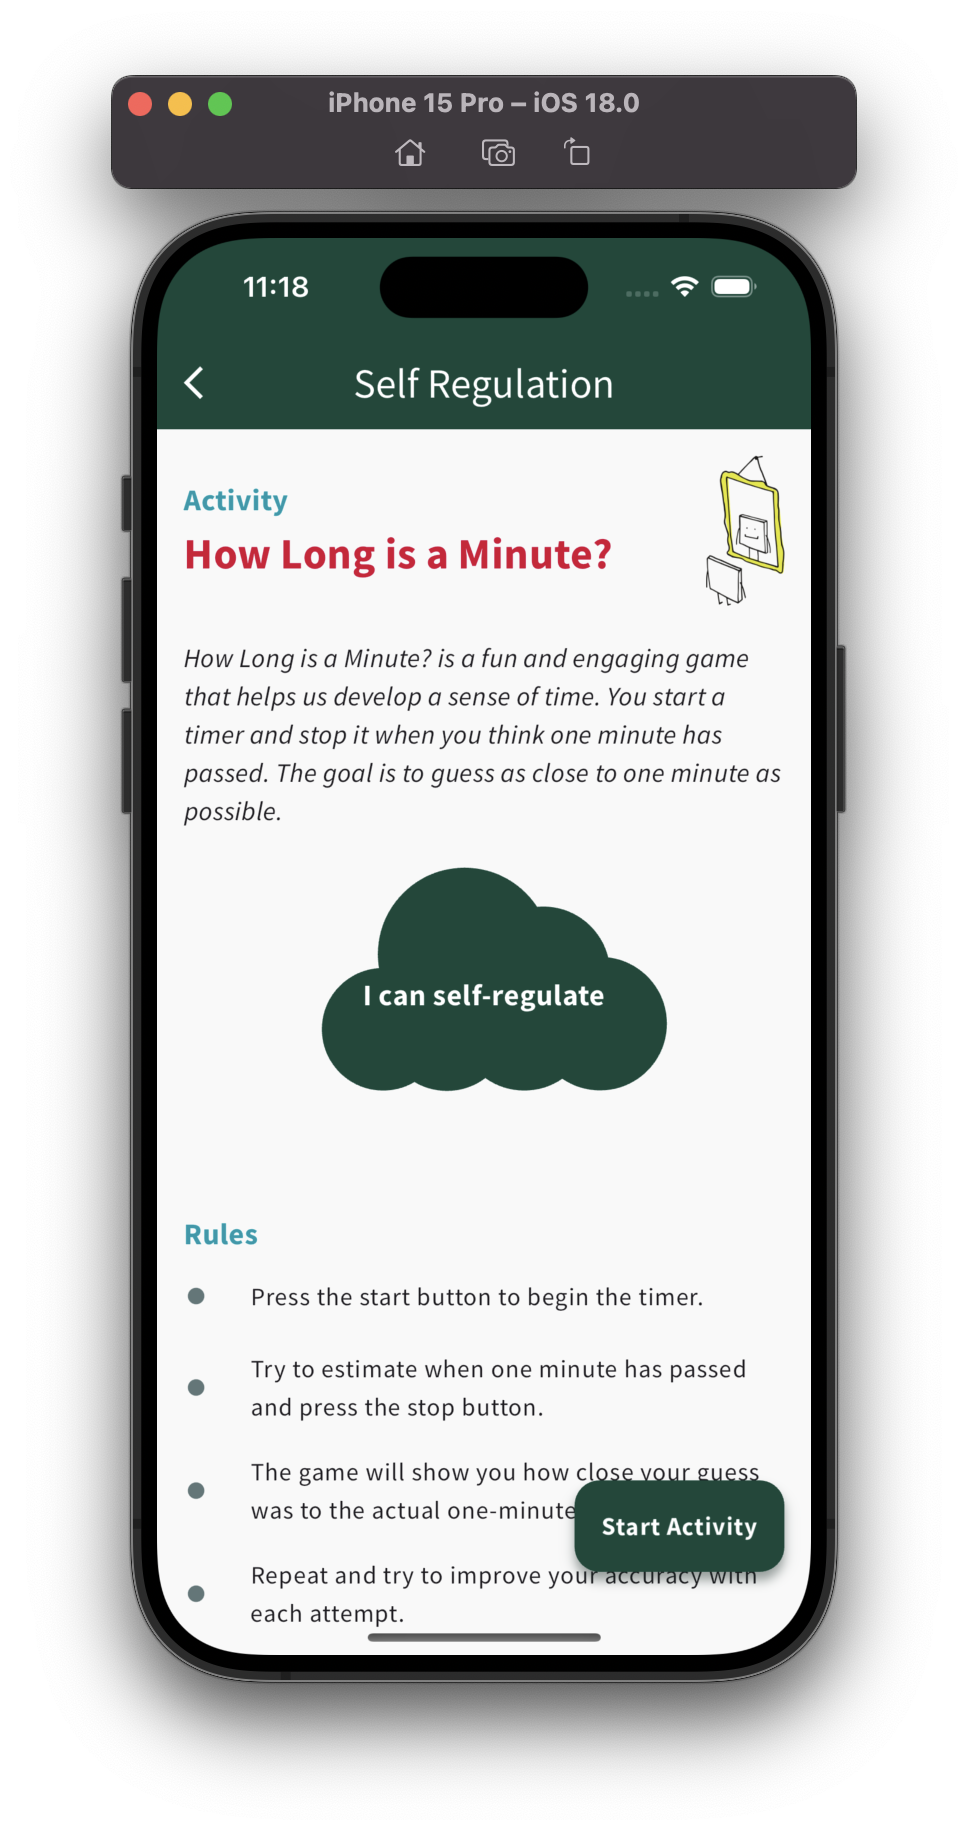 iPhone 15 Pro – iOS 18.0
11:18
Self Regulation
Activity
How Long is a Minute?
How Long is a Minute? is a fun and engaging game
that helps us develop a sense of time. You start a
timer and stop it when you think one minute has
passed. The goal is to guess as close to one minute as
possible.
I can self-regulate
Rules
Press the start button to begin the timer.
Try to estimate when one minute has passed
and press the stop button.
The game will show you how close your guess
was to the actual one-minute
Start Activity
Repeat and try to improve your accuracy with
each attempt.